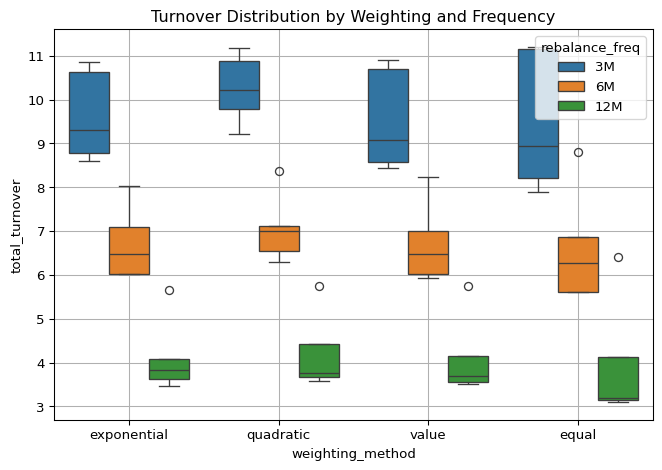 Turnover Distribution by Weighting and Frequency
rebalance_freq
3M
6M
12M
total_turnover
11
10
9
8
7
6
5
4
3
exponential
quadratic
value
equal
weighting_method